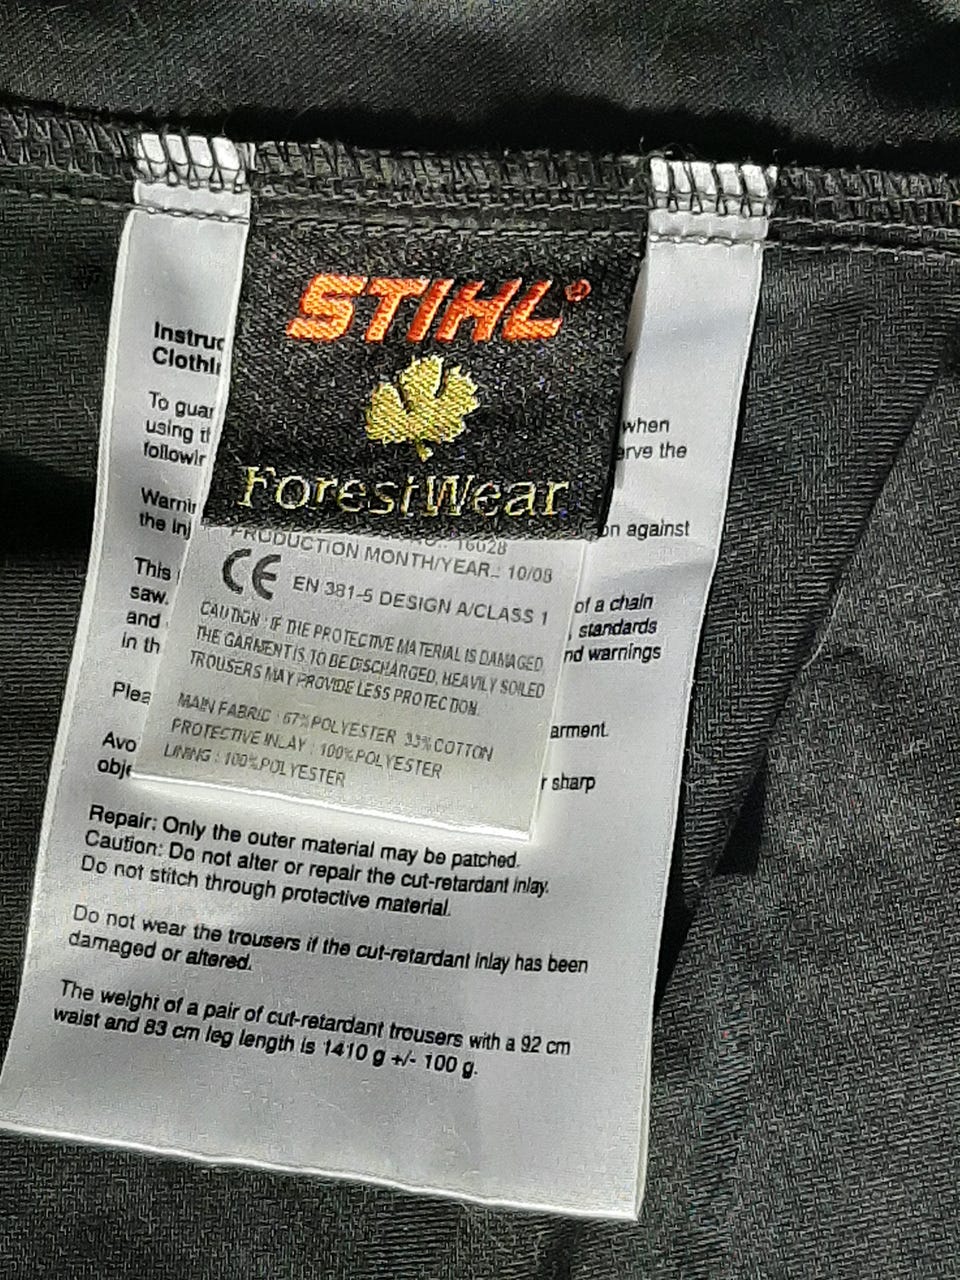 STIHL®
ForestWear
16028
PRODUCTION MONTH/YEAR.: 10/08
CE EN 381-5 DESIGN A/CLASS 1
CAUTION : IF THE PROTECTIVE MATERIAL IS DAMAGED
THE GARMENT IS TO BE DISCHARGED, HEAVILY SOILED
TROUSERS MAY PROVIDE LESS PROTECTION.
MAIN FABRIC : 67% POLYESTER 33% COTTON
PROTECTIVE INLAY : 100% POLYESTER
LINING : 100% POLYESTER
Instruc
Clothi
To guar when
using th erve the
followin
Warnin on against
the inj
This of a chain
saw. , standards
and nd warnings
in th
Plea arment.
Avo r sharp
obje
Repair: Only the outer material may be patched.
Caution: Do not alter or repair the cut-retardant inlay.
Do not stitch through protective material.
Do not wear the trousers if the cut-retardant inlay has been
damaged or altered.
The weight of a pair of cut-retardant trousers with a 92 cm
waist and 83 cm leg length is 1410 g +/- 100 g.